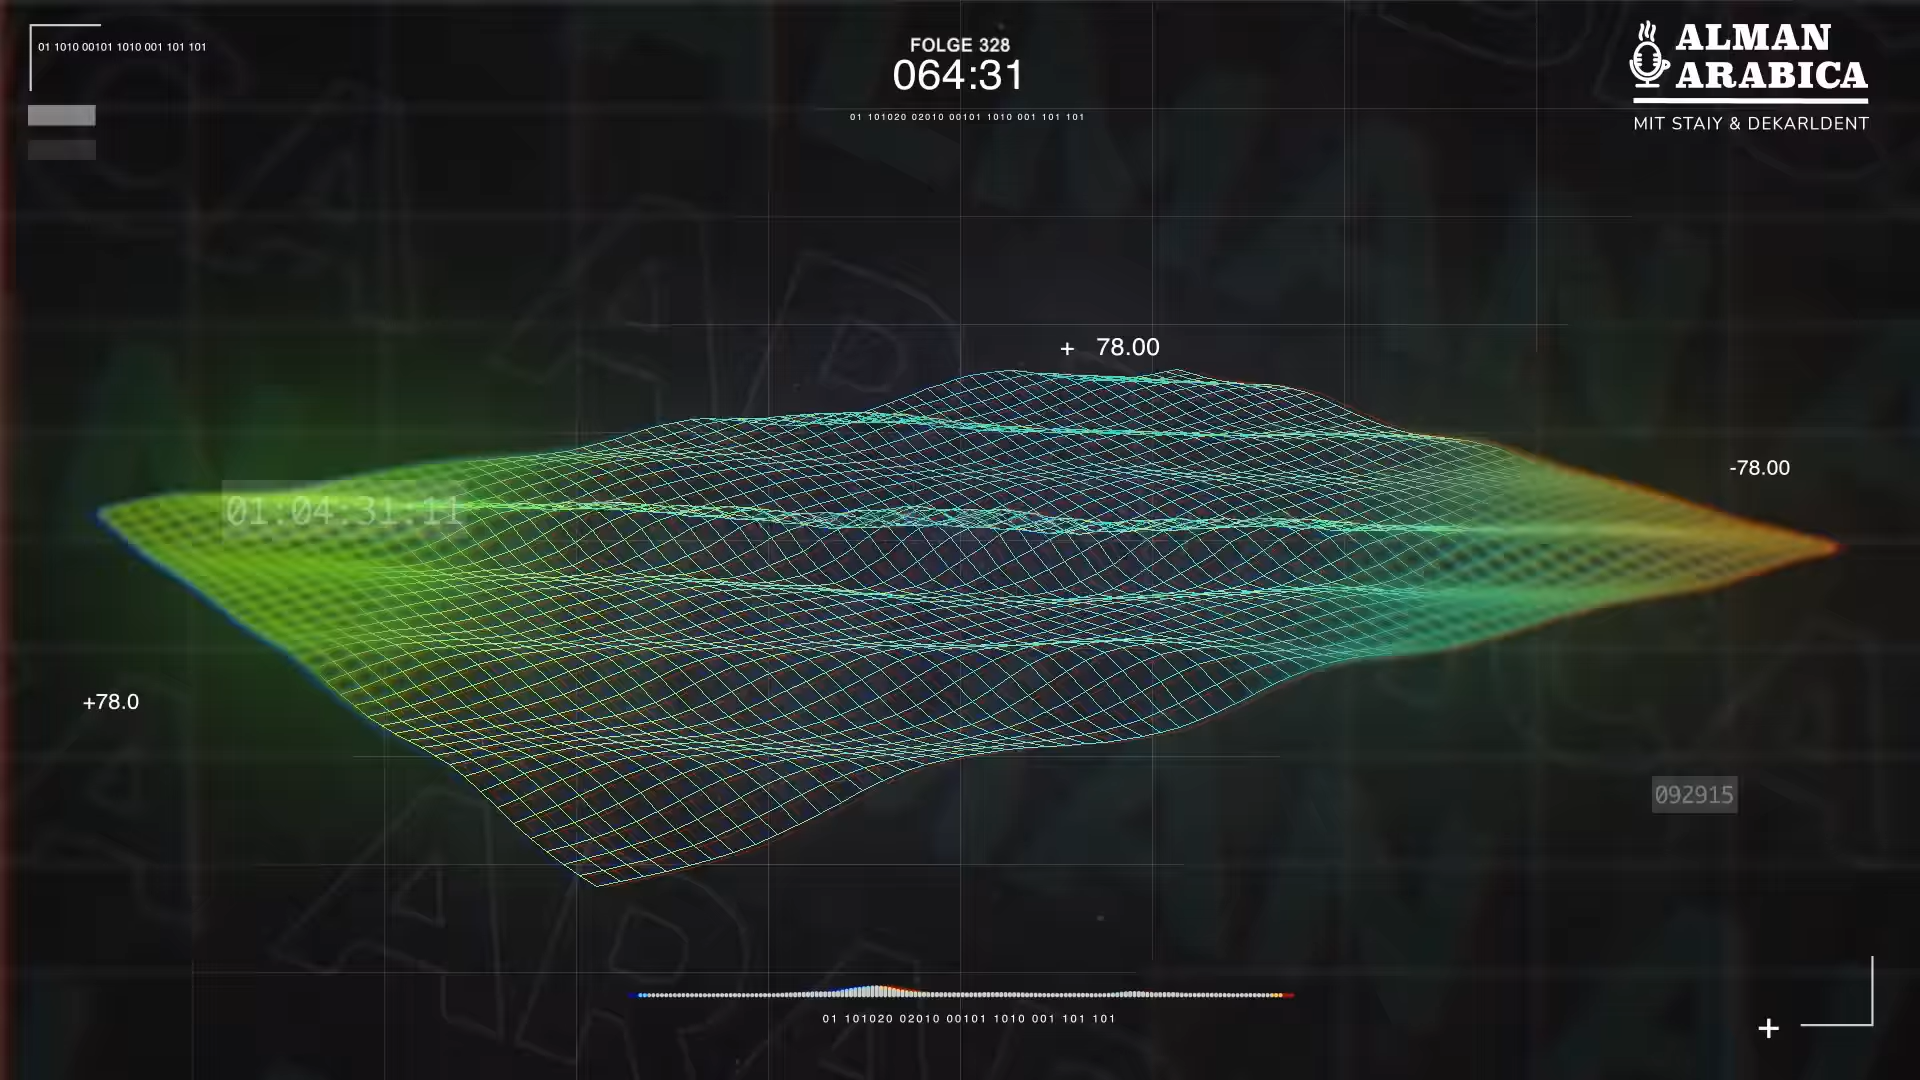 01 1010 00101 1010 001 101 101
FOLGE 328
064:31
01 101020 02010 00101 1010 001 101 101
ALMAN
ARABICA
MIT STAIY & DEKARLDENT
+ 78.00
-78.00
01:04:31:11
+78.0
092915
01 101020 02010 00101 1010 001 101 101
+